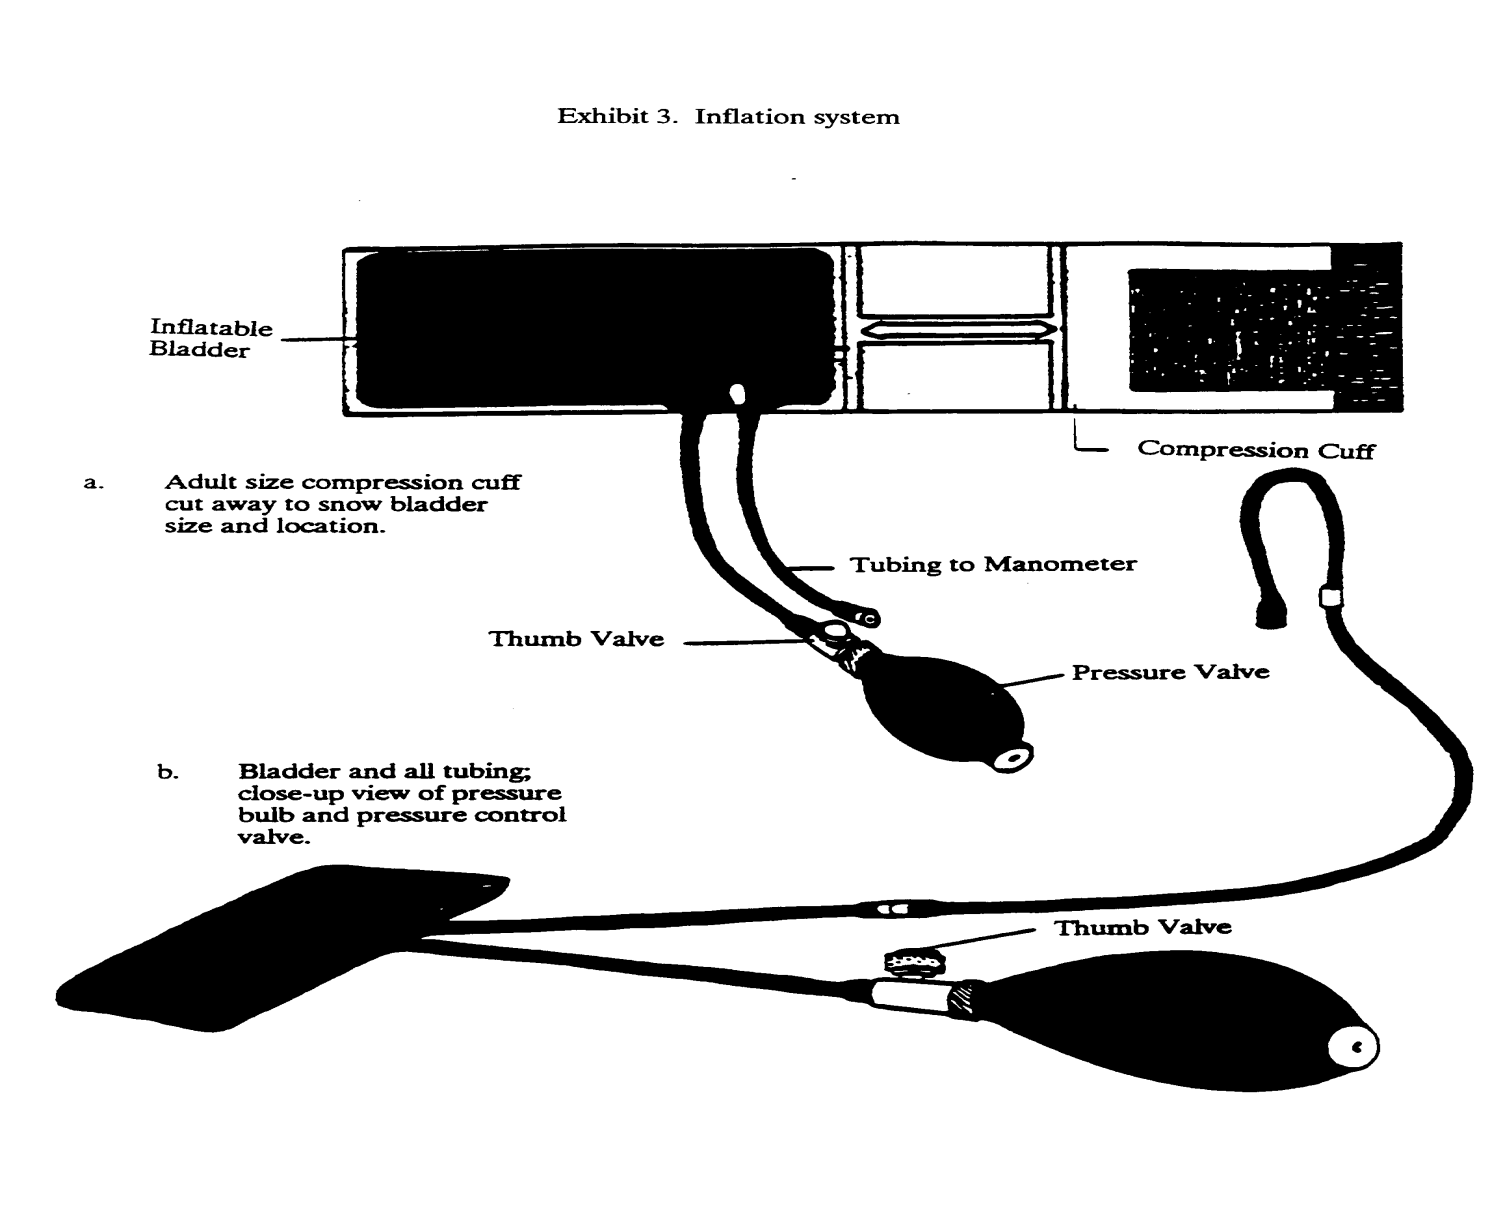 Exhibit 3. Inflation system
Inflatable
Bladder
Compression Cuff
a. Adult size compression cuff
cut away to snow bladder
size and location.
Tubing to Manometer
Thumb Valve
Pressure Valve
b. Bladder and all tubing;
close-up view of pressure
bulb and pressure control
valve.
Thumb Valve